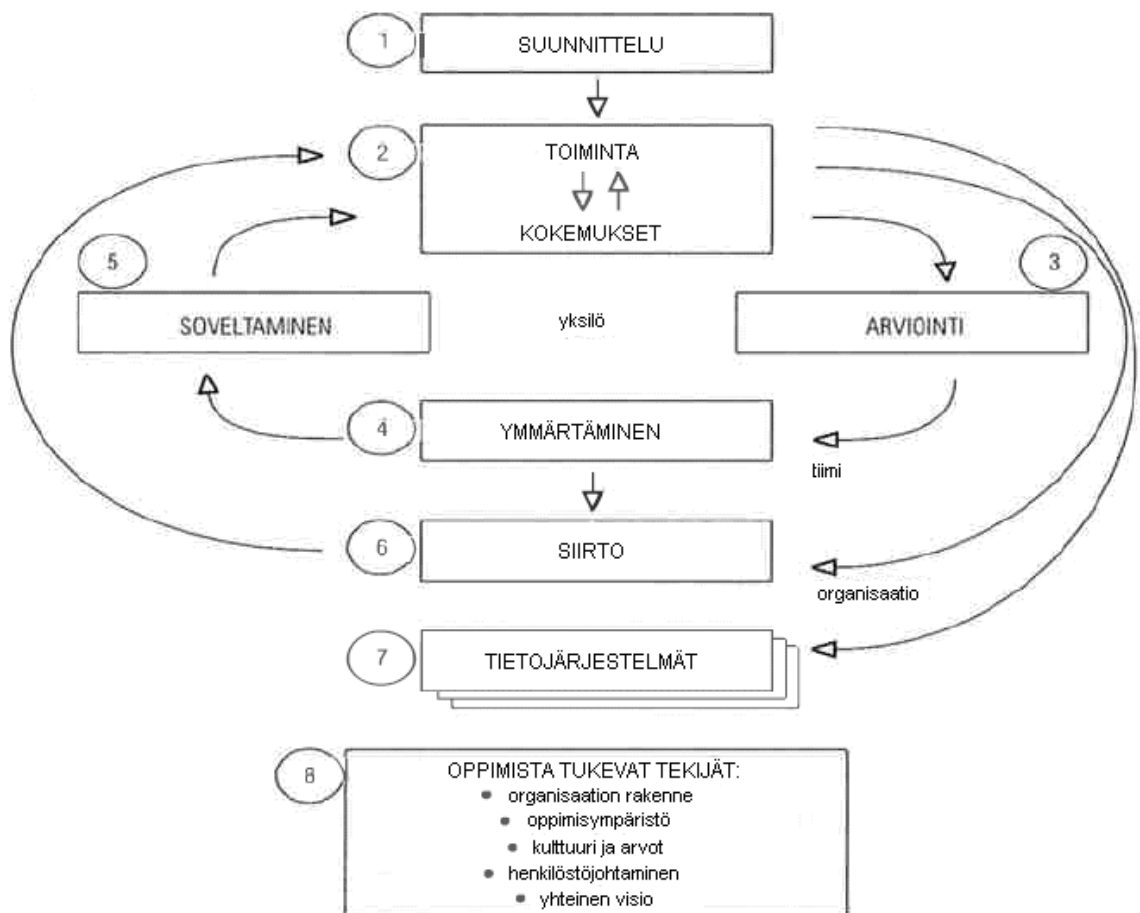 1
SUUNNITTELU
2
TOIMINTA
KOKEMUKSET
5
3
SOVELTAMINEN
yksilö
ARVIOINTI
4
YMMÄRTÄMINEN
tiimi
6
SIIRTO
organisaatio
7
TIETOJÄRJESTELMÄT
8
OPPIMISTA TUKEVAT TEKIJÄT:
• organisaation rakenne
• oppimisympäristö
• kulttuuri ja arvot
• henkilöstöjohtaminen
• yhteinen visio